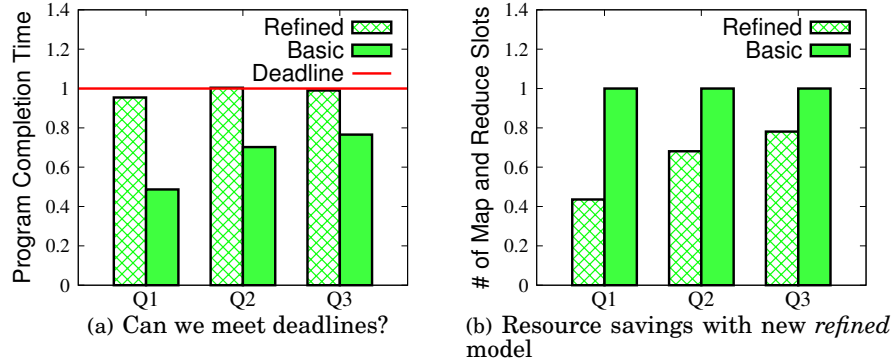 Program Completion Time
1.4
1.2
1
0.8
0.6
0.4
0.2
0
Refined
Basic
Deadline
Q1 Q2 Q3
(a) Can we meet deadlines?
# of Map and Reduce Slots
1.4
1.2
1
0.8
0.6
0.4
0.2
0
Refined
Basic
Q1 Q2 Q3
(b) Resource savings with new refined
model